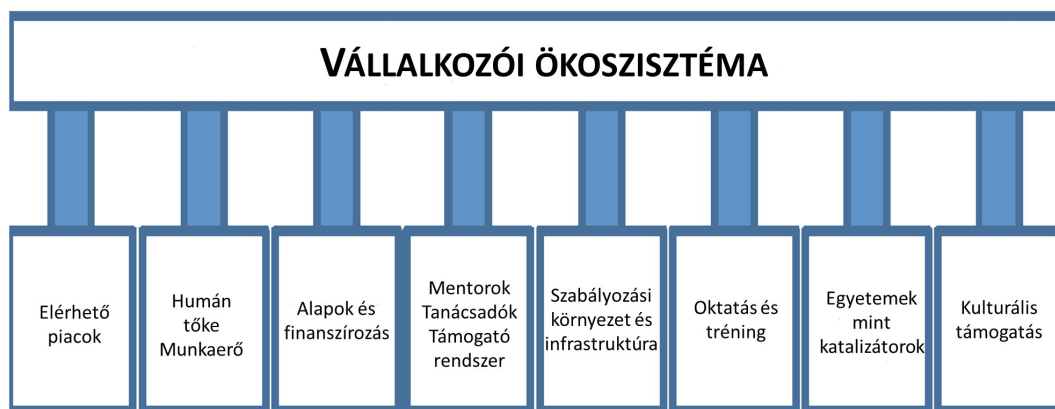 VÁLLALKOZÓI ÖKOSZISZTÉMA
Elérhető
piacok
Humán
tőke
Munkaerő
Alapok és
finanszírozás
Mentorok
Tanácsadók
Támogató
rendszer
Szabályozási
környezet és
infrastruktúra
Oktatás és
tréning
Egyetemek
mint
katalizátorok
Kulturális
támogatás